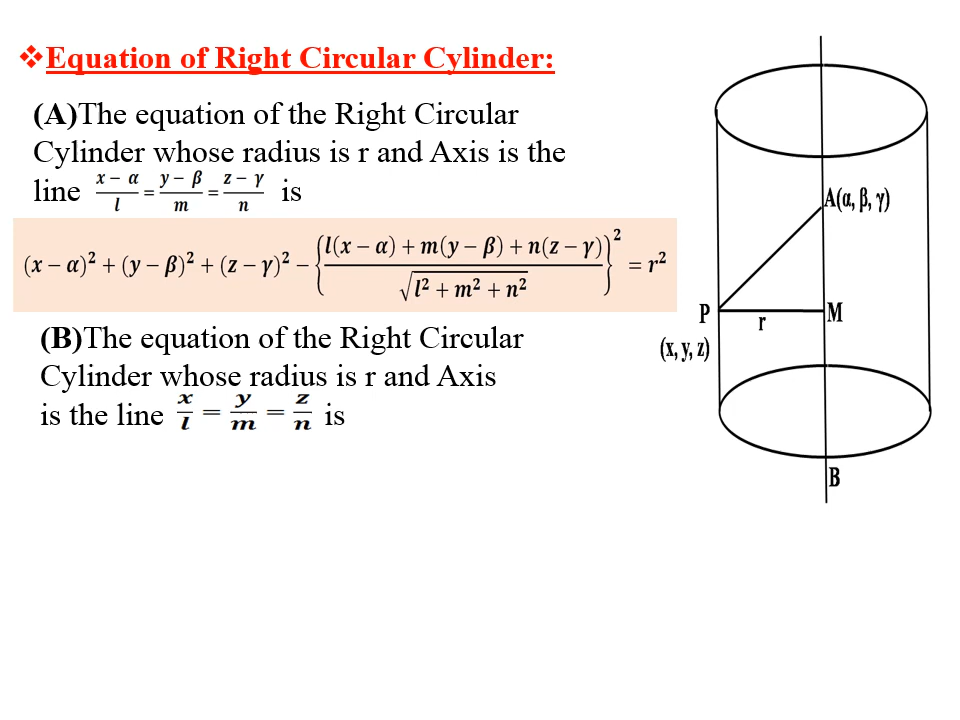 ❖Equation of Right Circular Cylinder:
(A)The equation of the Right Circular
Cylinder whose radius is r and Axis is the
line (x − α)/l = (y − β)/m = (z − γ)/n is
(x − α)² + (y − β)² + (z − γ)² − {(l(x − α) + m(y − β) + n(z − γ))/√(l² + m² + n²)}² = r²
(B)The equation of the Right Circular
Cylinder whose radius is r and Axis
is the line x/l = y/m = z/n is
A(α, β, γ)
P
r
M
(x, y, z)
B